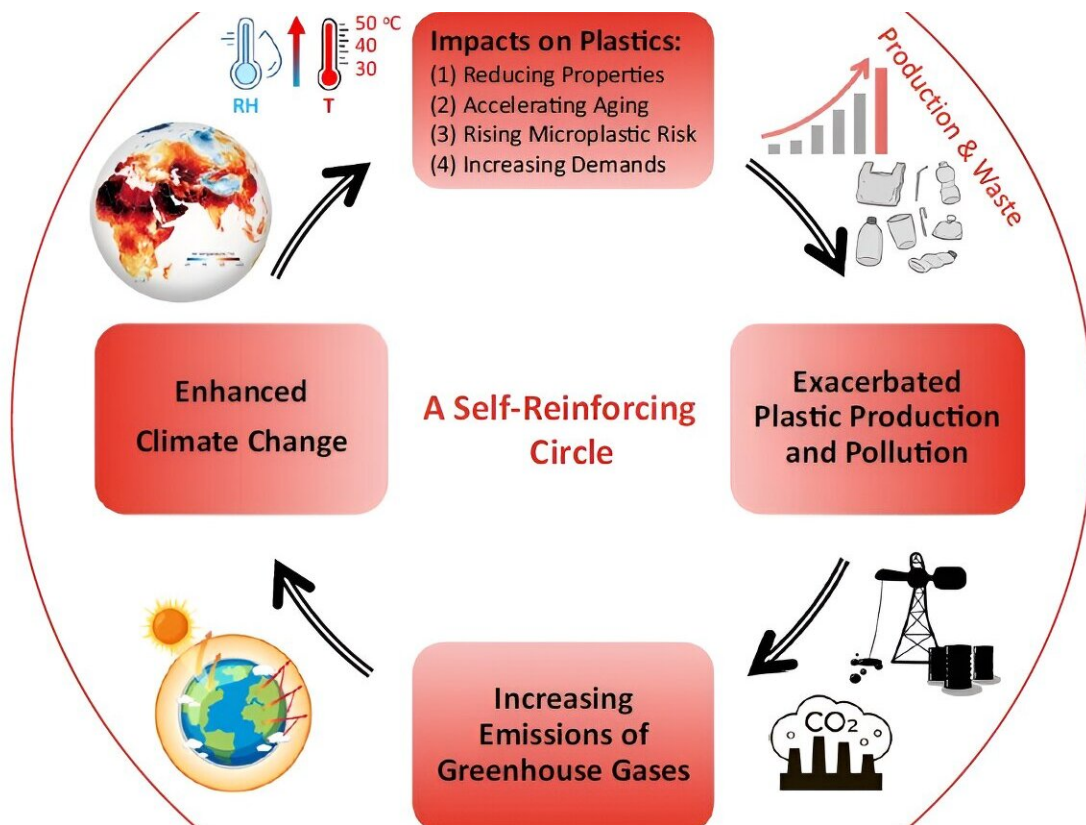 50 °C
40
30
RH
T
Impacts on Plastics:
(1) Reducing Properties
(2) Accelerating Aging
(3) Rising Microplastic Risk
(4) Increasing Demands
Production & Waste
Enhanced
Climate Change
A Self-Reinforcing
Circle
Exacerbated
Plastic Production
and Pollution
Increasing
Emissions of
Greenhouse Gases
CO2